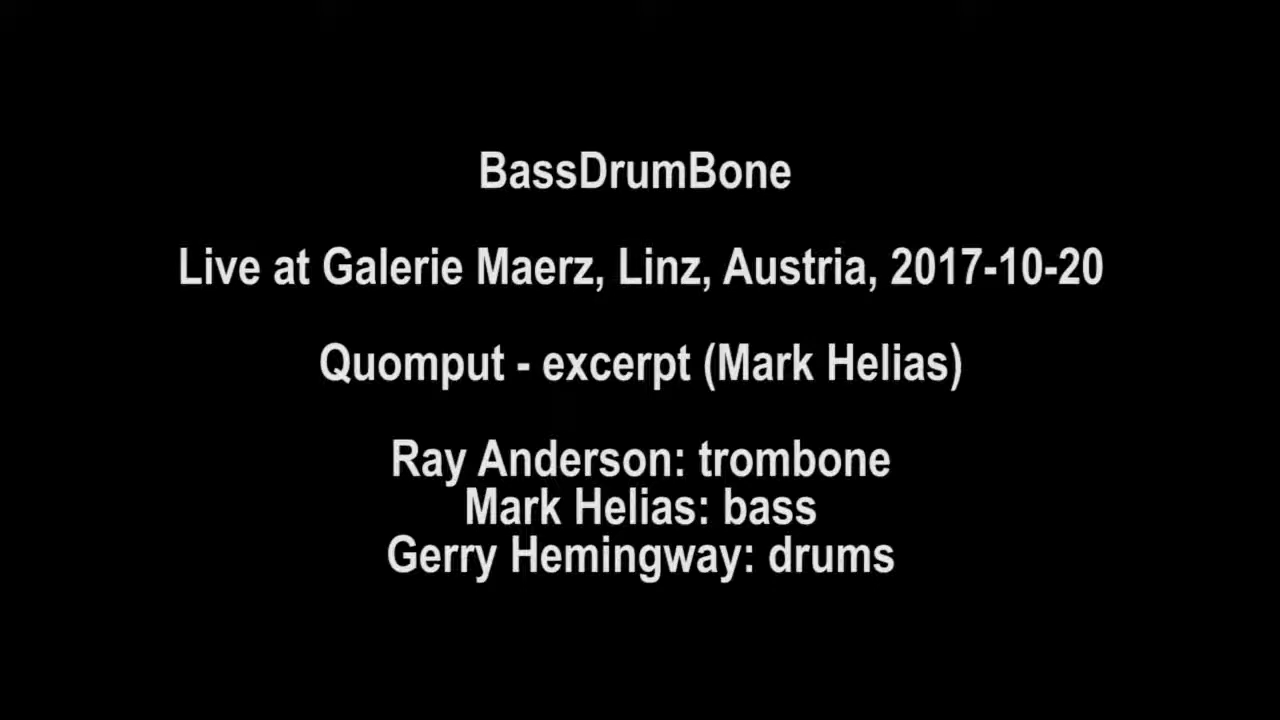 BassDrumBone
Live at Galerie Maerz, Linz, Austria, 2017-10-20
Quomput - excerpt (Mark Helias)
Ray Anderson: trombone
Mark Helias: bass
Gerry Hemingway: drums